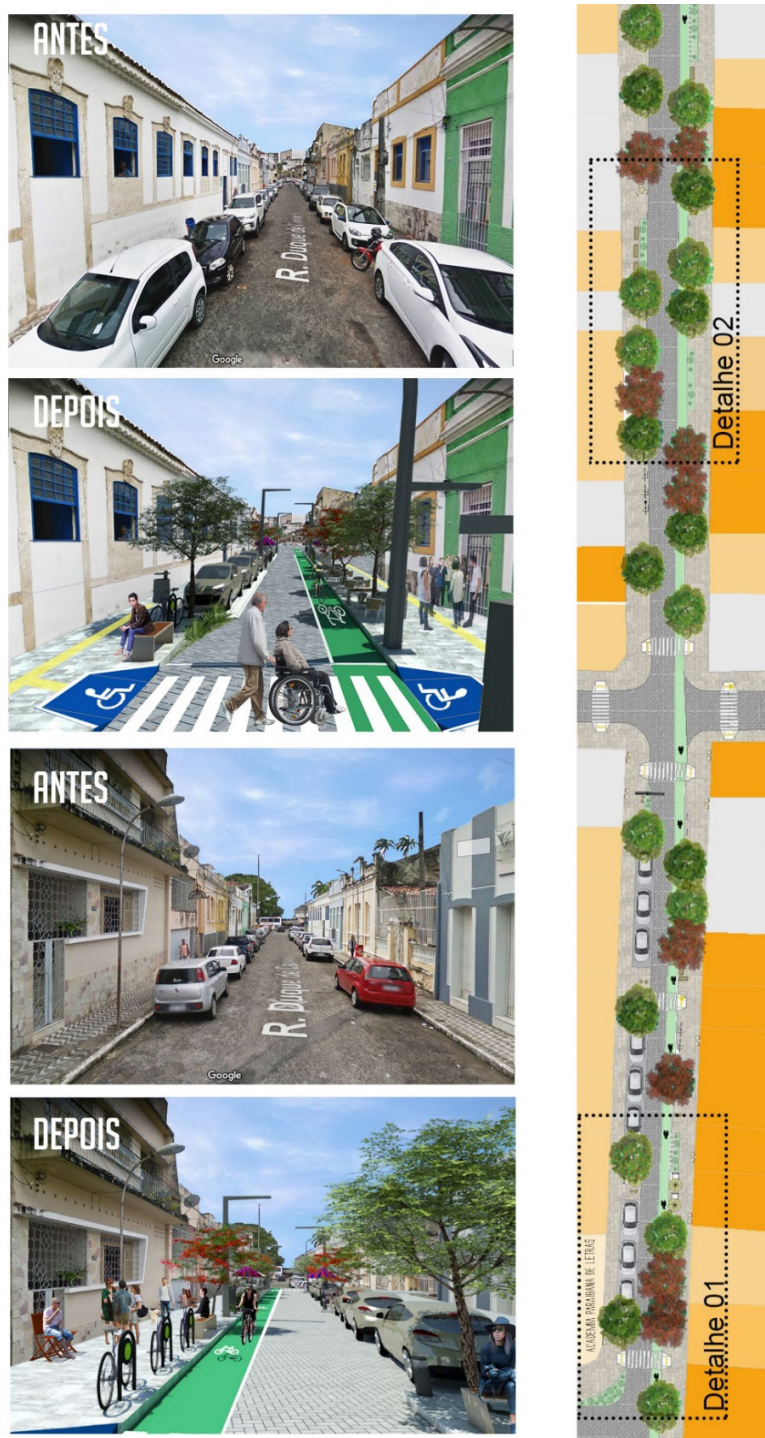 ANTES
R. Duque de
Google
DEPOIS
ANTES
R. Duque de
Google
DEPOIS
Detalhe 02
ACADEMIA PARAIBANA DE LETRAS
Detalhe 01